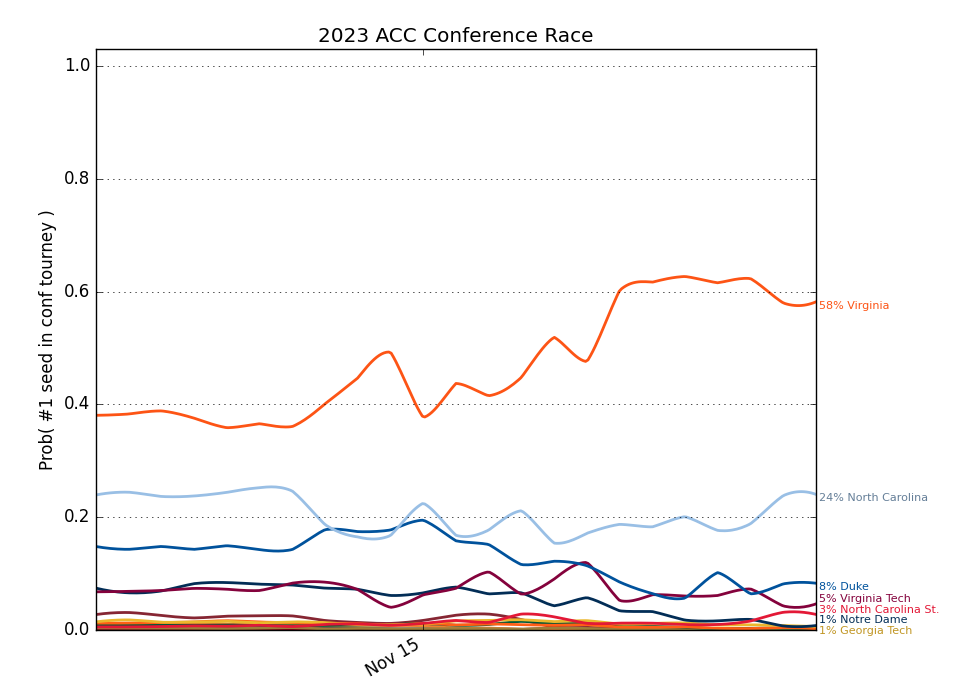 2023 ACC Conference Race
1.0
0.8
0.6
0.4
0.2
0.0
Prob( #1 seed in conf tourney )
Nov 15
58% Virginia
24% North Carolina
8% Duke
5% Virginia Tech
3% North Carolina St.
1% Notre Dame
1% Georgia Tech